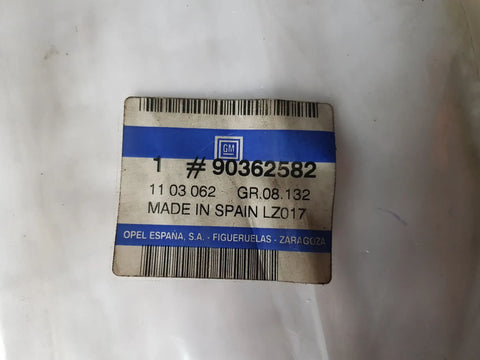 GM
1 #90362582
11 03 062 GR.08.132
MADE IN SPAIN LZ017
OPEL ESPAÑA, S.A. - FIGUERUELAS - ZARAGOZA